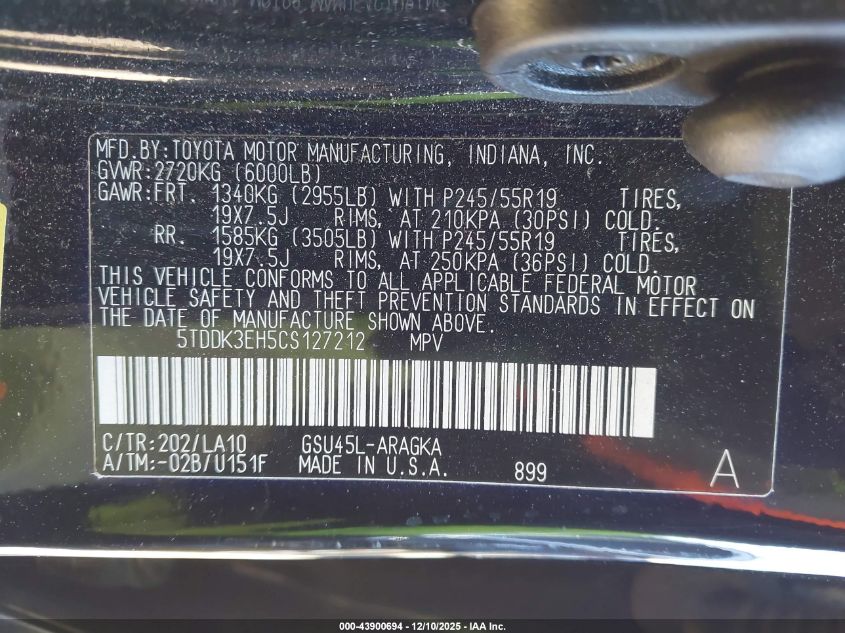 MFD.BY:TOYOTA MOTOR MANUFACTURING, INDIANA, INC.
GVWR:2720KG (6000LB)
GAWR:FRT. 1340KG (2955LB) WITH P245/55R19 TIRES,
19X7.5J RIMS, AT 210KPA (30PSI) COLD.
RR. 1585KG (3505LB) WITH P245/55R19 TIRES,
19X7.5J RIMS, AT 250KPA (36PSI) COLD.
THIS VEHICLE CONFORMS TO ALL APPLICABLE FEDERAL MOTOR
VEHICLE SAFETY AND THEFT PREVENTION STANDARDS IN EFFECT ON
THE DATE OF MANUFACTURE SHOWN ABOVE.
5TDDK3EH5CS127212 MPV
C/TR:202/LA10 GSU45L-ARAGKA
A/TM:-02B/U151F MADE IN U.S.A. 899 A
000-43900694 - 12/10/2025 - IAA Inc.